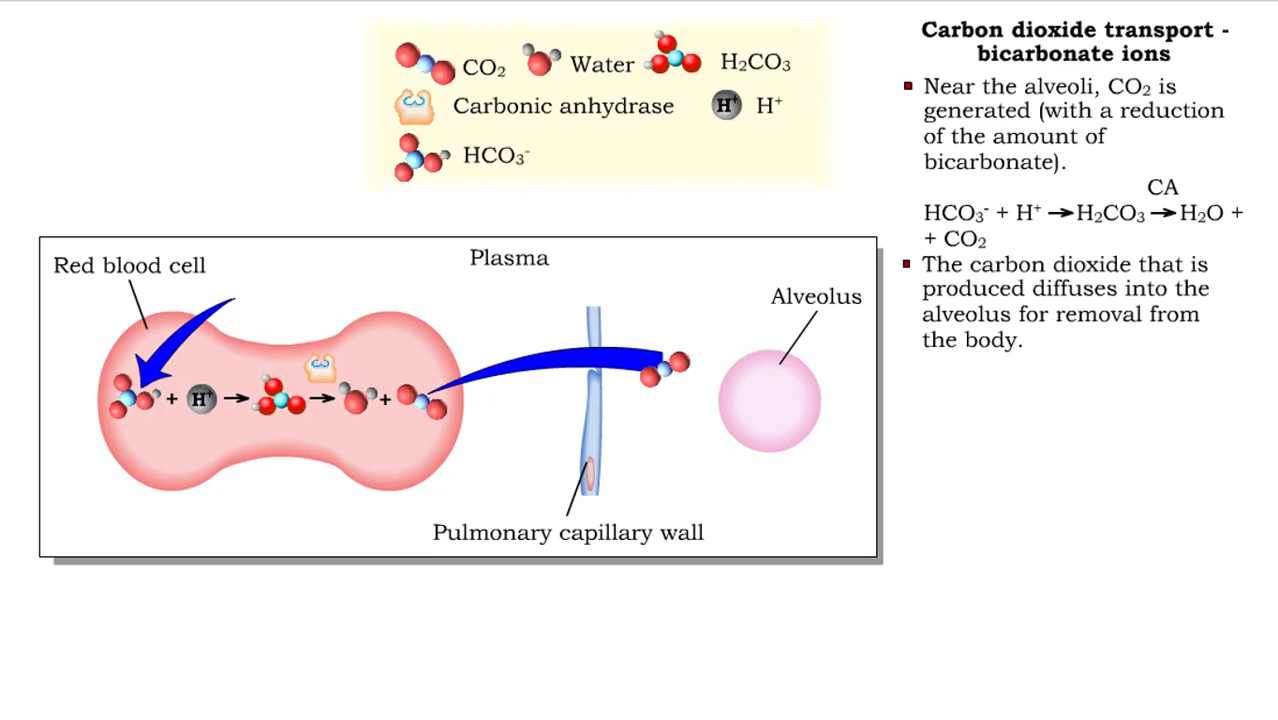 CO₂
Water
H₂CO₃
Carbonic anhydrase
H⁺
H⁺
HCO₃⁻
Carbon dioxide transport -
bicarbonate ions
Near the alveoli, CO₂ is
generated (with a reduction
of the amount of
bicarbonate).
CA
HCO₃⁻ + H⁺ → H₂CO₃ → H₂O +
+ CO₂
The carbon dioxide that is
produced diffuses into the
alveolus for removal from
the body.
Red blood cell
Plasma
Alveolus
+ H⁺ → → +
Pulmonary capillary wall